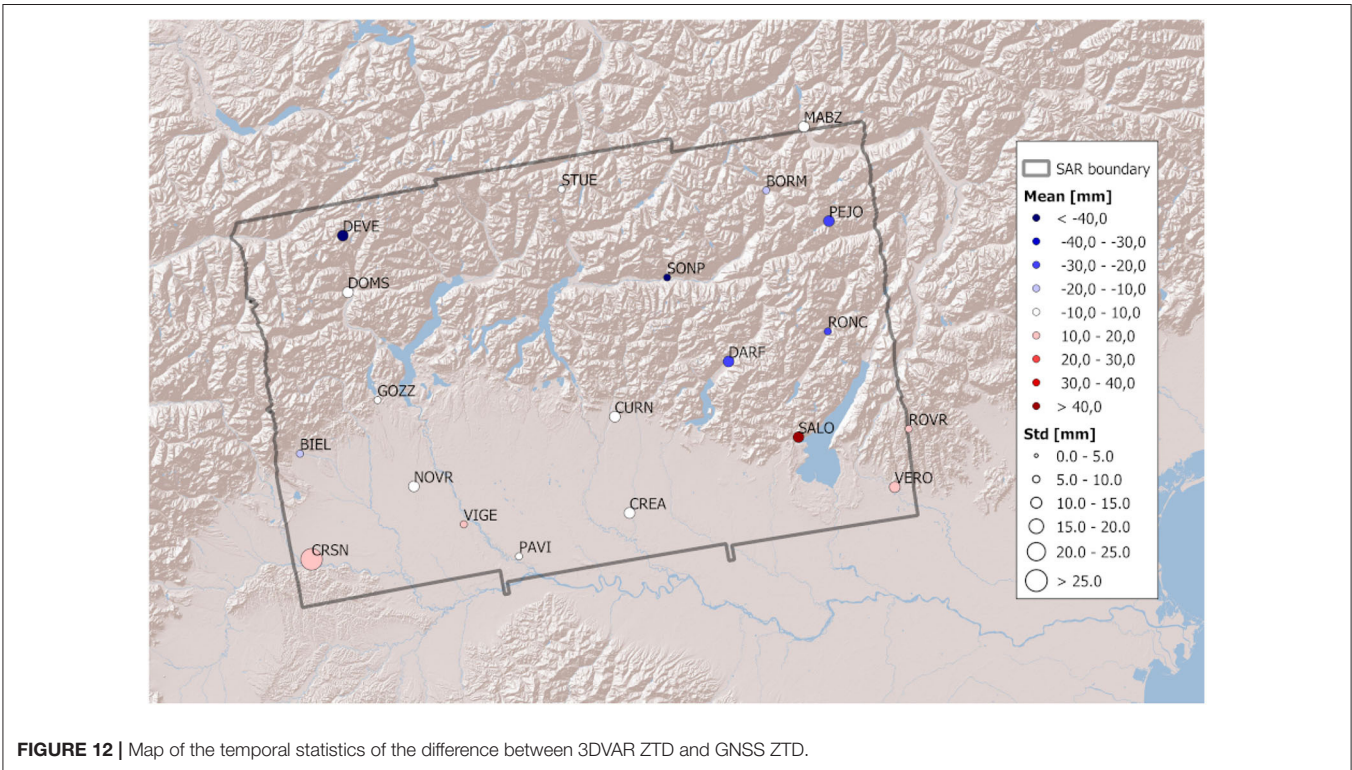 MABZ
STUE
BORM
PEJO
DEVE
SONP
DOMS
RONC
DARF
GOZZ
CURN
SALO
ROVR
BIEL
NOVR
VERO
CREA
VIGE
PAVI
CRSN
SAR boundary
Mean [mm]
< -40,0
-40,0 - -30,0
-30,0 - -20,0
-20,0 - -10,0
-10,0 - 10,0
10,0 - 20,0
20,0 - 30,0
30,0 - 40,0
> 40,0
Std [mm]
0.0 - 5.0
5.0 - 10.0
10.0 - 15.0
15.0 - 20.0
20.0 - 25.0
> 25.0
FIGURE 12 | Map of the temporal statistics of the difference between 3DVAR ZTD and GNSS ZTD.